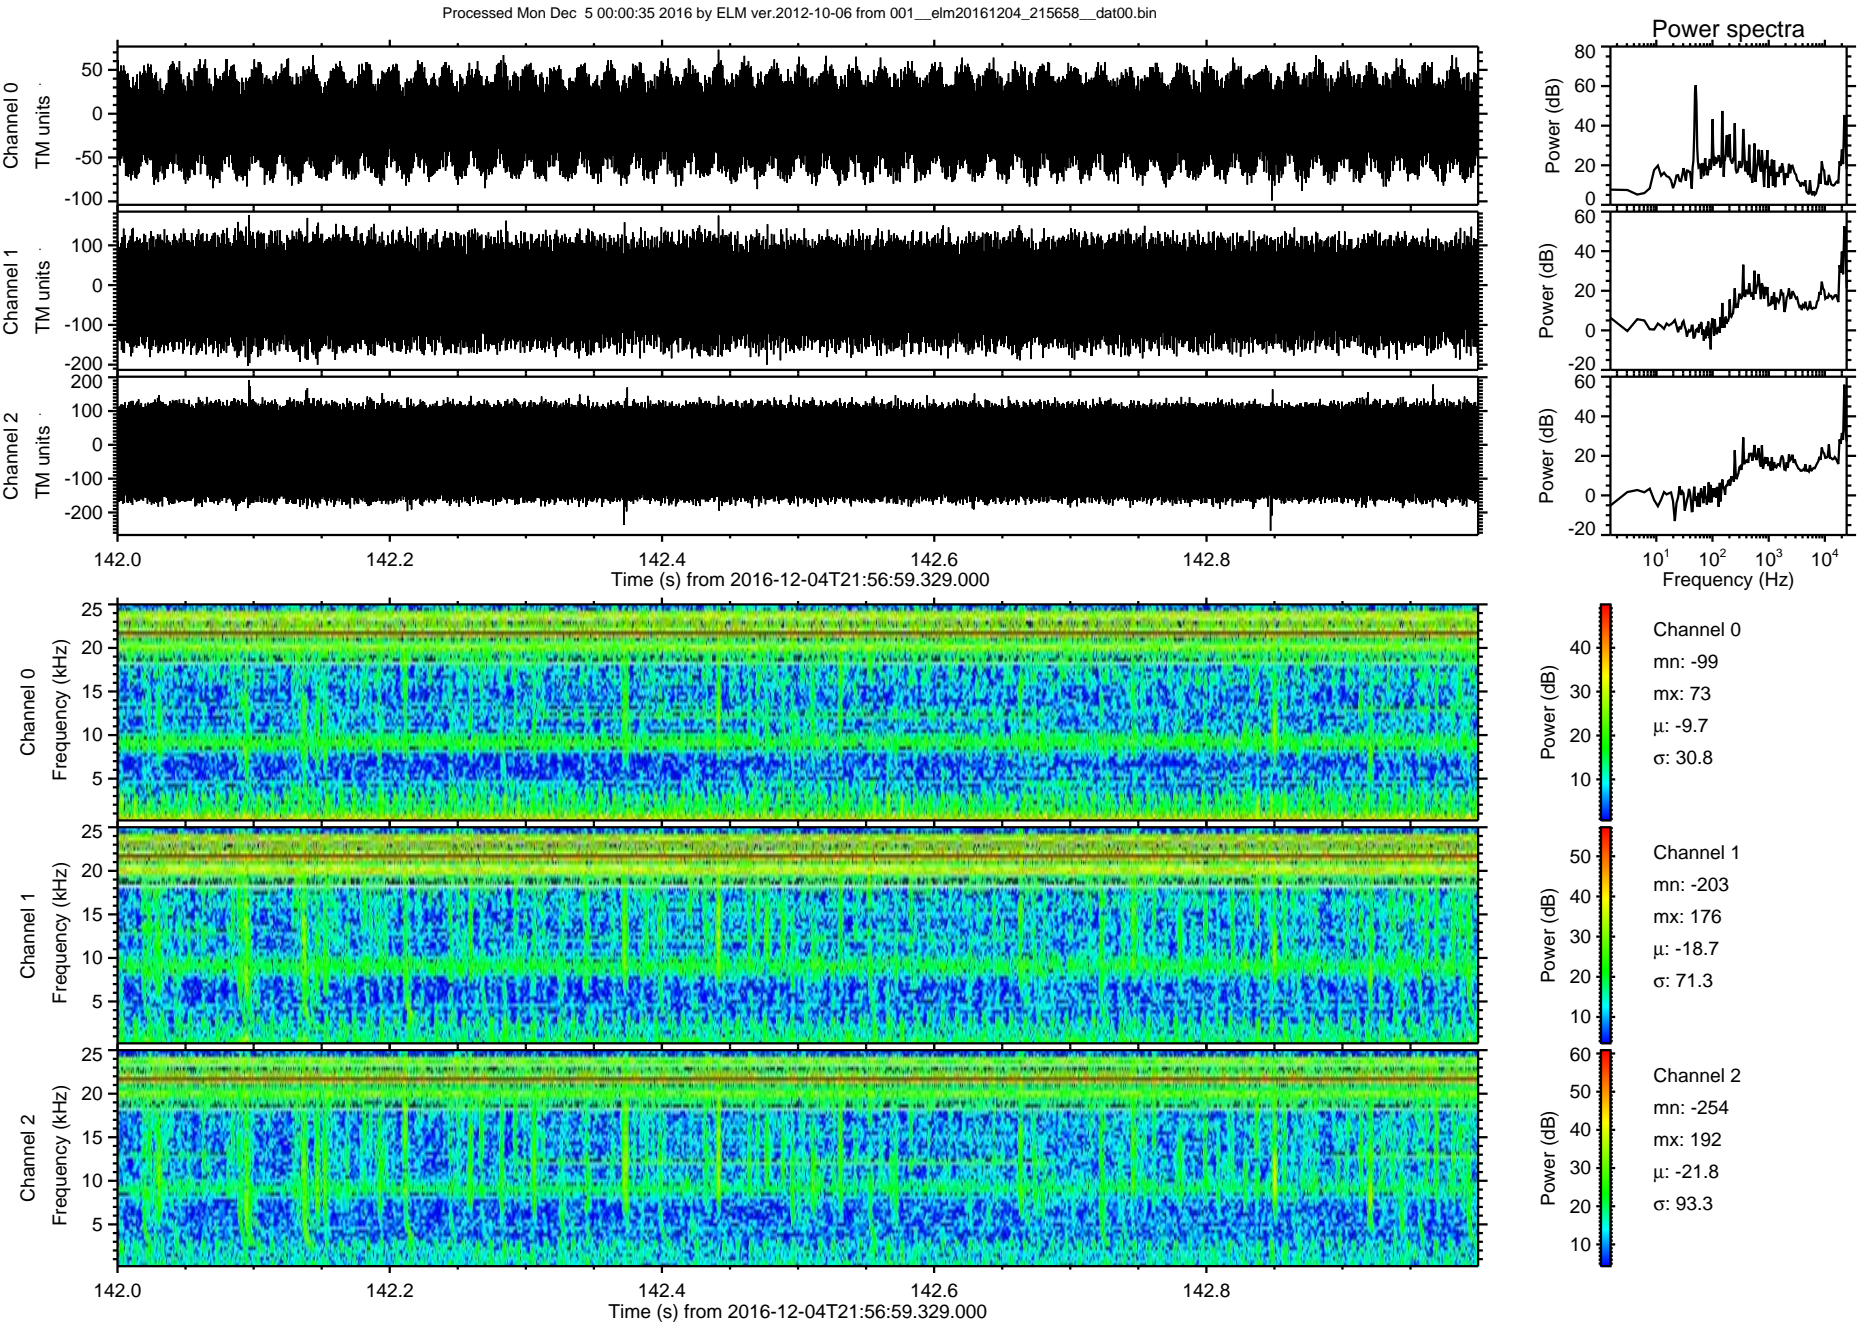 Processed Mon Dec  5 00:00:35 2016 by ELM ver.2012-10-06 from 001__elm20161204_215658__dat00.bin
Power spectra
Channel 0
TM units
50
0
-50
-100
Power (dB)
80
60
40
20
0
Channel 1
TM units
100
0
-100
-200
Power (dB)
60
40
20
0
-20
Channel 2
TM units
200
100
0
-100
-200
Power (dB)
60
40
20
0
-20
142.0 142.2 142.4 142.6 142.8
Time (s) from 2016-12-04T21:56:59.329.000
10^1 10^2 10^3 10^4
Frequency (Hz)
Channel 0
Frequency (kHz)
25
20
15
10
5
Power (dB)
40
30
20
10
Channel 0
mn: -99
mx: 73
μ: -9.7
σ: 30.8
Channel 1
Frequency (kHz)
25
20
15
10
5
Power (dB)
50
40
30
20
10
Channel 1
mn: -203
mx: 176
μ: -18.7
σ: 71.3
Channel 2
Frequency (kHz)
25
20
15
10
5
Power (dB)
60
50
40
30
20
10
Channel 2
mn: -254
mx: 192
μ: -21.8
σ: 93.3
142.0 142.2 142.4 142.6 142.8
Time (s) from 2016-12-04T21:56:59.329.000